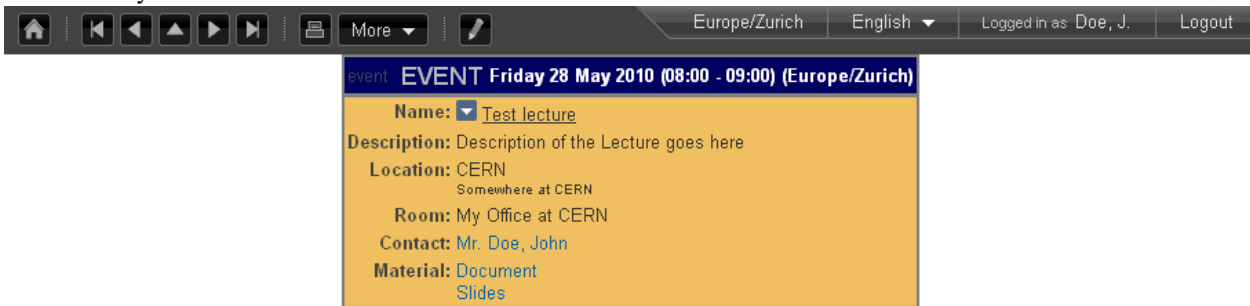 More
Europe/Zurich
English
Logged in as Doe, J.
Logout
event EVENT Friday 28 May 2010 (08:00 - 09:00) (Europe/Zurich)
Name: Test lecture
Description: Description of the Lecture goes here
Location: CERN
Somewhere at CERN
Room: My Office at CERN
Contact: Mr. Doe, John
Material: Document
Slides